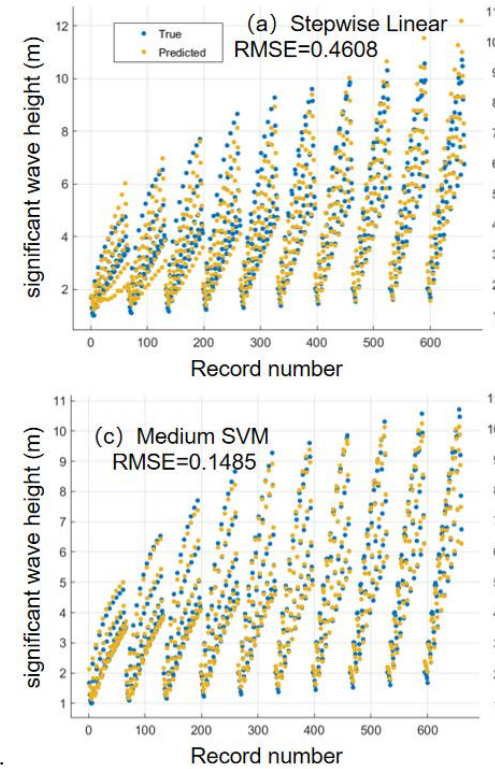 12
(a) Stepwise Linear
True
Predicted
RMSE=0.4608
10
8
6
4
2
significant wave height (m)
0 100 200 300 400 500 600
Record number
11
(c) Medium SVM
RMSE=0.1485
10
9
8
7
6
5
4
3
2
1
significant wave height (m)
0 100 200 300 400 500 600
Record number